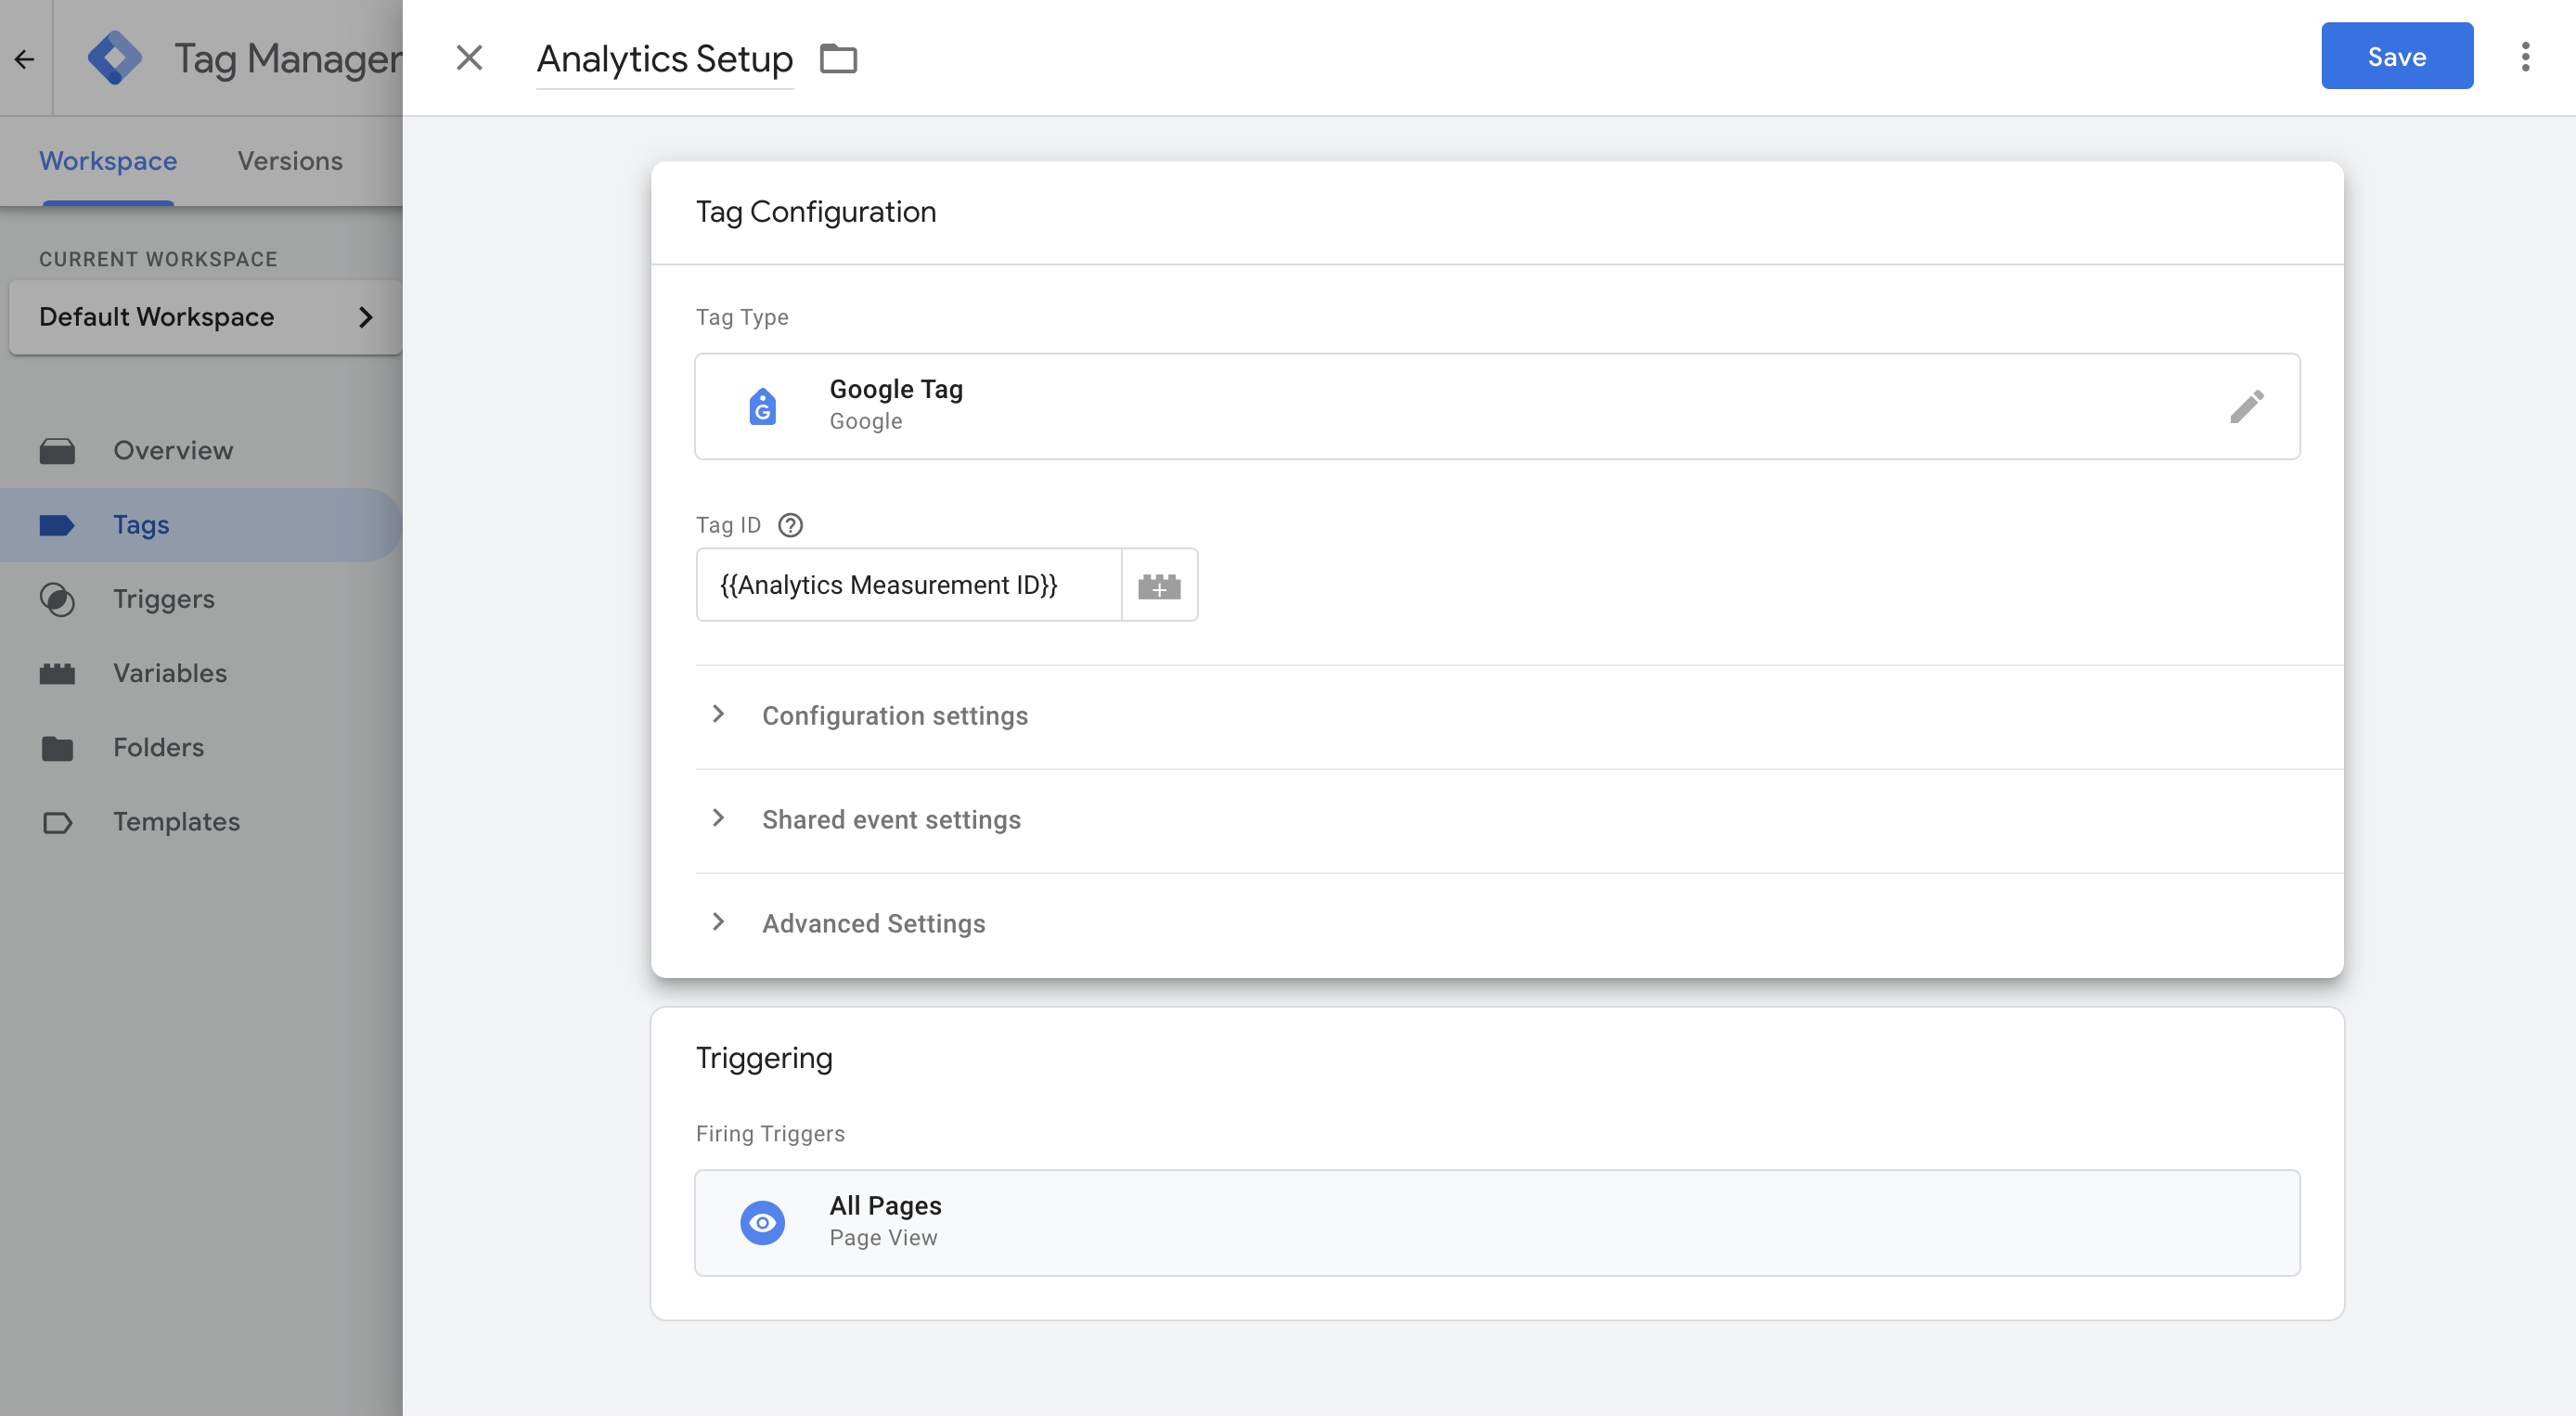 Tag Manager
Analytics Setup
Save
Workspace
Versions
CURRENT WORKSPACE
Default Workspace
Overview
Tags
Triggers
Variables
Folders
Templates
Tag Configuration
Tag Type
Google Tag
Google
Tag ID
{{Analytics Measurement ID}}
Configuration settings
Shared event settings
Advanced Settings
Triggering
Firing Triggers
All Pages
Page View